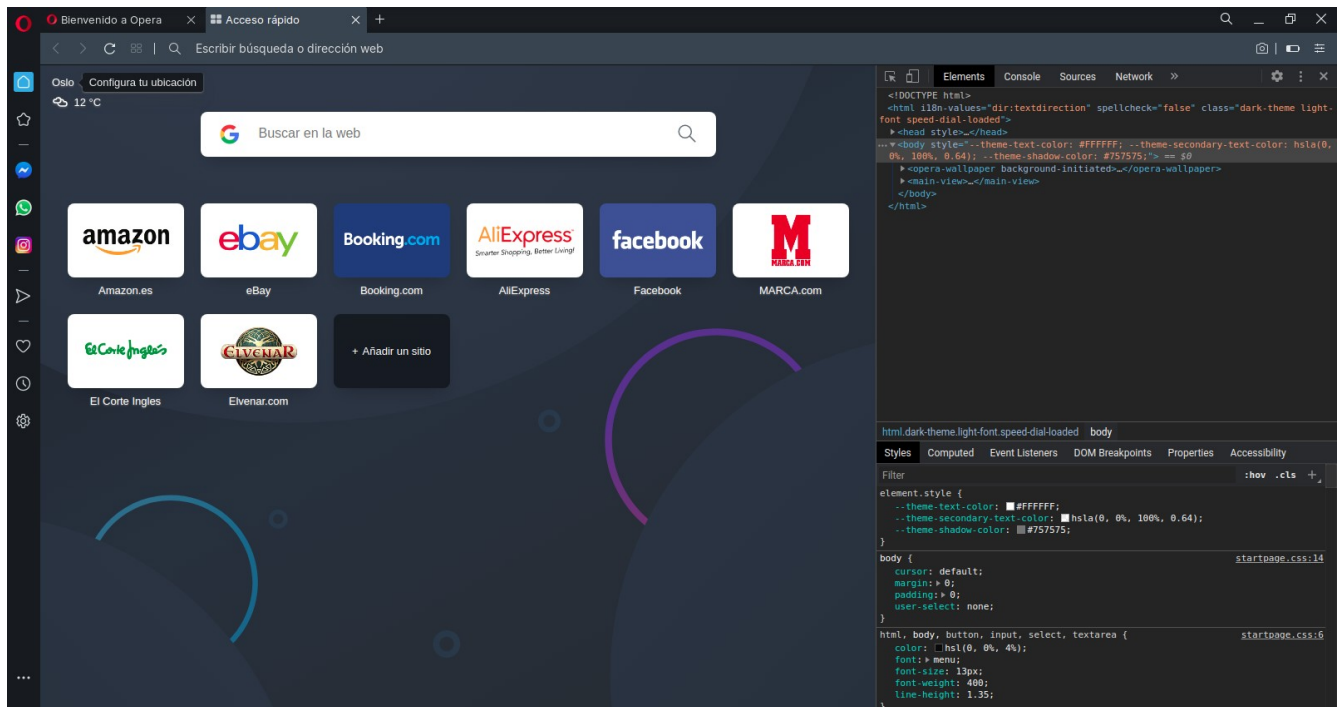 Bienvenido a Opera
Acceso rápido
Escribir búsqueda o dirección web
Oslo
Configura tu ubicación
12 °C
Buscar en la web
amazon
ebay
Booking.com
AliExpress
Smarter Shopping, Better Living!
facebook
M
MARCA.COM
Amazon.es
eBay
Booking.com
AliExpress
Facebook
MARCA.com
El Corte Inglés
ELVENAR
+ Añadir un sitio
El Corte Ingles
Elvenar.com
Elements Console Sources Network »
<!DOCTYPE html>
<html i18n-values="dir:textdirection" spellcheck="false" class="dark-theme light-
font speed-dial-loaded">
<head style>…</head>
<body style="--theme-text-color: #FFFFFF; --theme-secondary-text-color: hsla(0,
0%, 100%, 0.64); --theme-shadow-color: #757575;"> == $0
<opera-wallpaper background-initiated>…</opera-wallpaper>
<main-view>…</main-view>
</body>
</html>
html.dark-theme.light-font.speed-dial-loaded body
Styles Computed Event Listeners DOM Breakpoints Properties Accessibility
Filter :hov .cls +
element.style {
--theme-text-color: #FFFFFF;
--theme-secondary-text-color: hsla(0, 0%, 100%, 0.64);
--theme-shadow-color: #757575;
}
body { startpage.css:14
cursor: default;
margin: 0;
padding: 0;
user-select: none;
}
html, body, button, input, select, textarea { startpage.css:6
color: hsl(0, 0%, 4%);
font: menu;
font-size: 13px;
font-weight: 400;
line-height: 1.35;
}